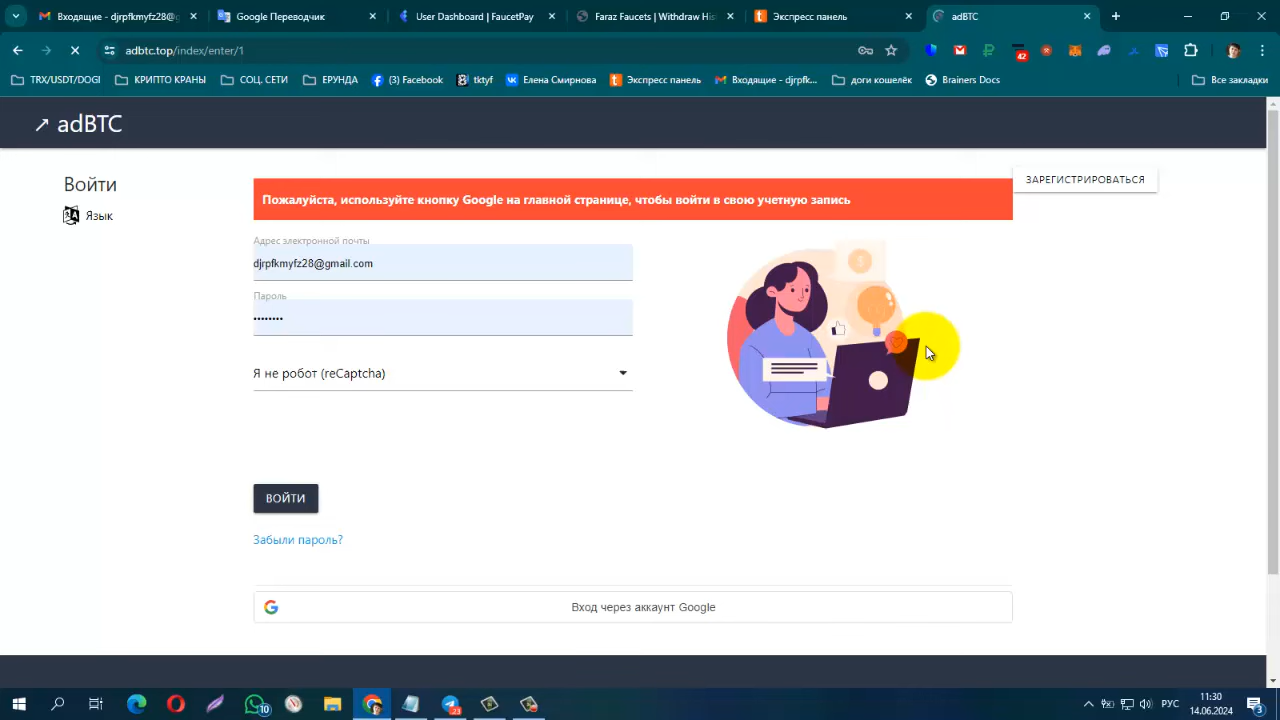 Входящие - djrpfkmyfz28@g
Google Переводчик
User Dashboard | FaucetPay
Faraz Faucets | Withdraw His
Экспресс панель
adBTC
adbtc.top/index/enter/1
42
TRX/USDT/DOGI
КРИПТО КРАНЫ
СОЦ. СЕТИ
ЕРУНДА
(3) Facebook
tktyf
Елена Смирнова
Экспресс панель
Входящие - djrpfk...
доги кошелёк
Brainers Docs
Все закладки
adBTC
Войти
Язык
Пожалуйста, используйте кнопку Google на главной странице, чтобы войти в свою учетную запись
ЗАРЕГИСТРИРОВАТЬСЯ
Адрес электронной почты
djrpfkmyfz28@gmail.com
Пароль
••••••••
Я не робот (reCaptcha)
ВОЙТИ
Забыли пароль?
Вход через аккаунт Google
10
23
РУС
11:30
14.06.2024
3